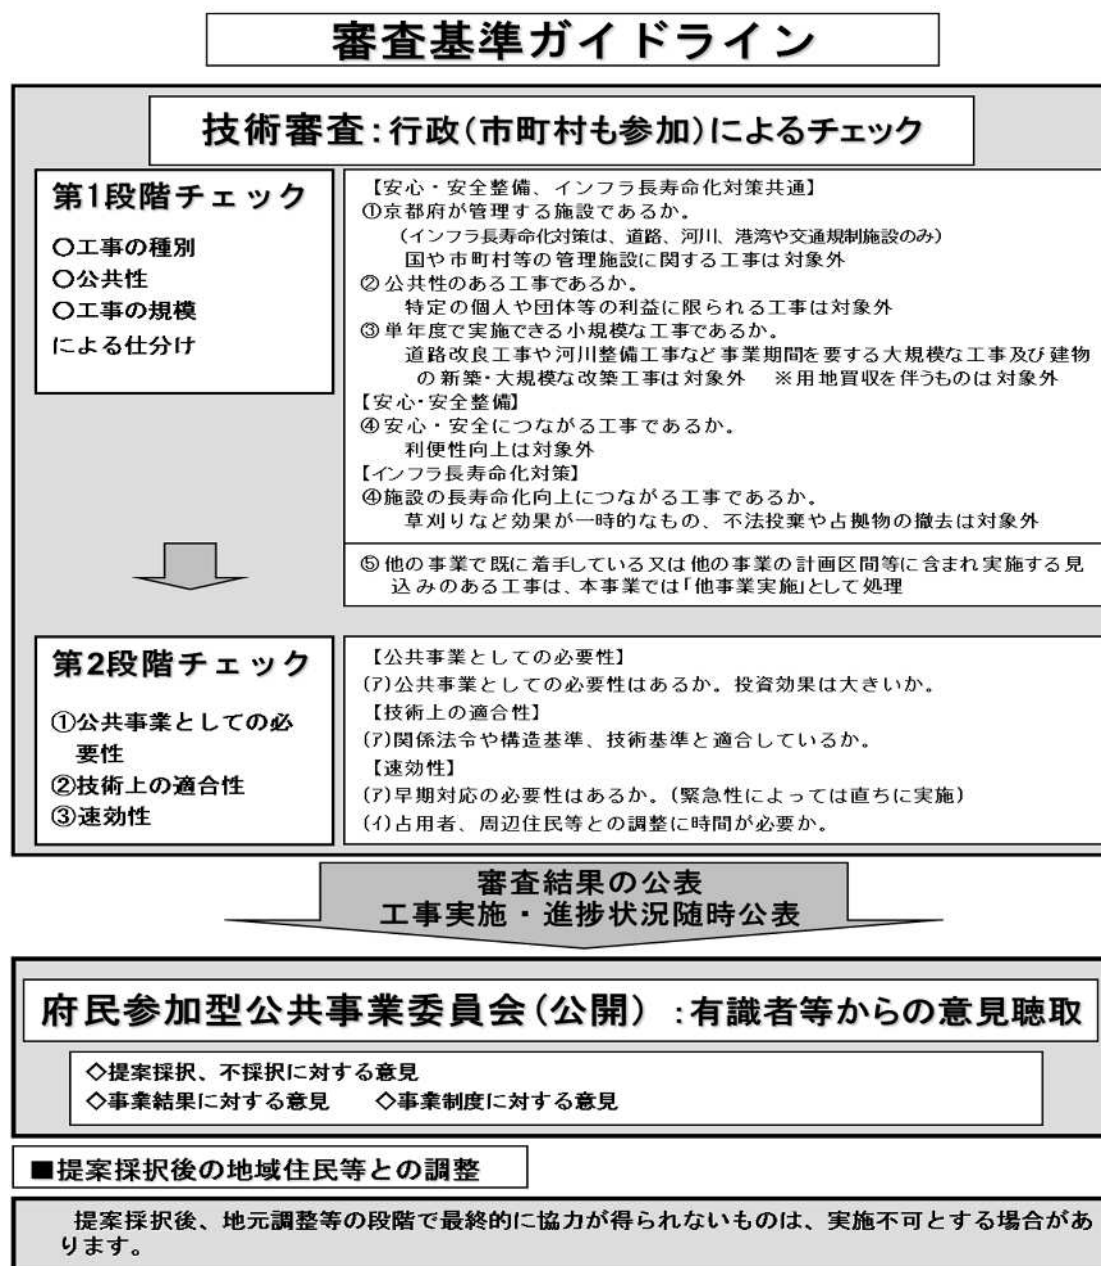 審査基準ガイドライン
技術審査:行政(市町村も参加)によるチェック
第1段階チェック
○工事の種別
○公共性
○工事の規模
による仕分け
【安心・安全整備、インフラ長寿命化対策共通】
①京都府が管理する施設であるか。
(インフラ長寿命化対策は、道路、河川、港湾や交通規制施設のみ)
国や市町村等の管理施設に関する工事は対象外
②公共性のある工事であるか。
特定の個人や団体等の利益に限られる工事は対象外
③単年度で実施できる小規模な工事であるか。
道路改良工事や河川整備工事など事業期間を要する大規模な工事及び建物
の新築・大規模な改築工事は対象外 ※用地買収を伴うものは対象外
【安心・安全整備】
④安心・安全につながる工事であるか。
利便性向上は対象外
【インフラ長寿命化対策】
④施設の長寿命化向上につながる工事であるか。
草刈りなど効果が一時的なもの、不法投棄や占拠物の撤去は対象外
⑤他の事業で既に着手している又は他の事業の計画区間等に含まれ実施する見
込みのある工事は、本事業では「他事業実施」として処理
第2段階チェック
①公共事業としての必
要性
②技術上の適合性
③速効性
【公共事業としての必要性】
(ア)公共事業としての必要性はあるか。投資効果は大きいか。
【技術上の適合性】
(ア)関係法令や構造基準、技術基準と適合しているか。
【速効性】
(ア)早期対応の必要性はあるか。(緊急性によっては直ちに実施)
(イ)占用者、周辺住民等との調整に時間が必要か。
審査結果の公表
工事実施・進捗状況随時公表
府民参加型公共事業委員会(公開) :有識者等からの意見聴取
◇提案採択、不採択に対する意見
◇事業結果に対する意見 ◇事業制度に対する意見
■提案採択後の地域住民等との調整
提案採択後、地元調整等の段階で最終的に協力が得られないものは、実施不可とする場合があ
ります。